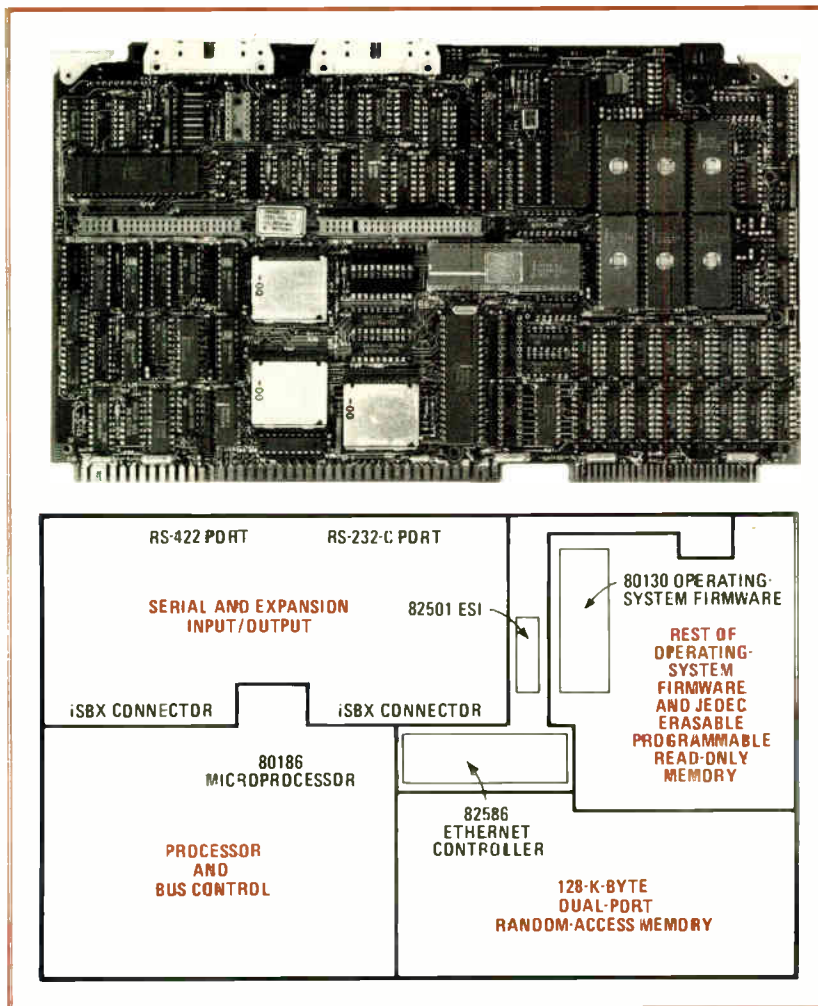 RS-422 PORT
RS-232-C PORT
SERIAL AND EXPANSION
INPUT/OUTPUT
82501 ESI
80130 OPERATING-
SYSTEM FIRMWARE
REST OF
OPERATING-
SYSTEM
FIRMWARE
AND JEDEC
ERASABLE
PROGRAMMABLE
READ-ONLY
MEMORY
iSBX CONNECTOR
iSBX CONNECTOR
80186
MICROPROCESSOR
82586
ETHERNET
CONTROLLER
PROCESSOR
AND
BUS CONTROL
128-K-BYTE
DUAL-PORT
RANDOM-ACCESS MEMORY